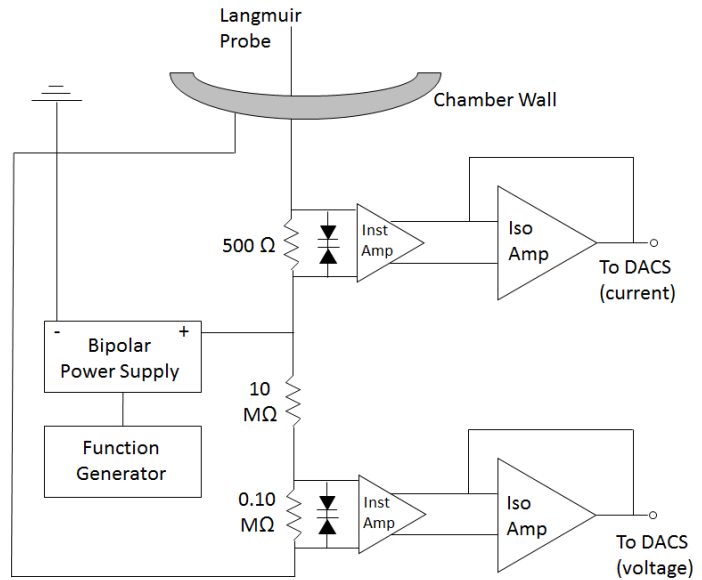 Langmuir
Probe
Chamber Wall
500 Ω
Inst
Amp
Iso
Amp
To DACS
(current)
- +
Bipolar
Power Supply
10
MΩ
Function
Generator
0.10
MΩ
Inst
Amp
Iso
Amp
To DACS
(voltage)